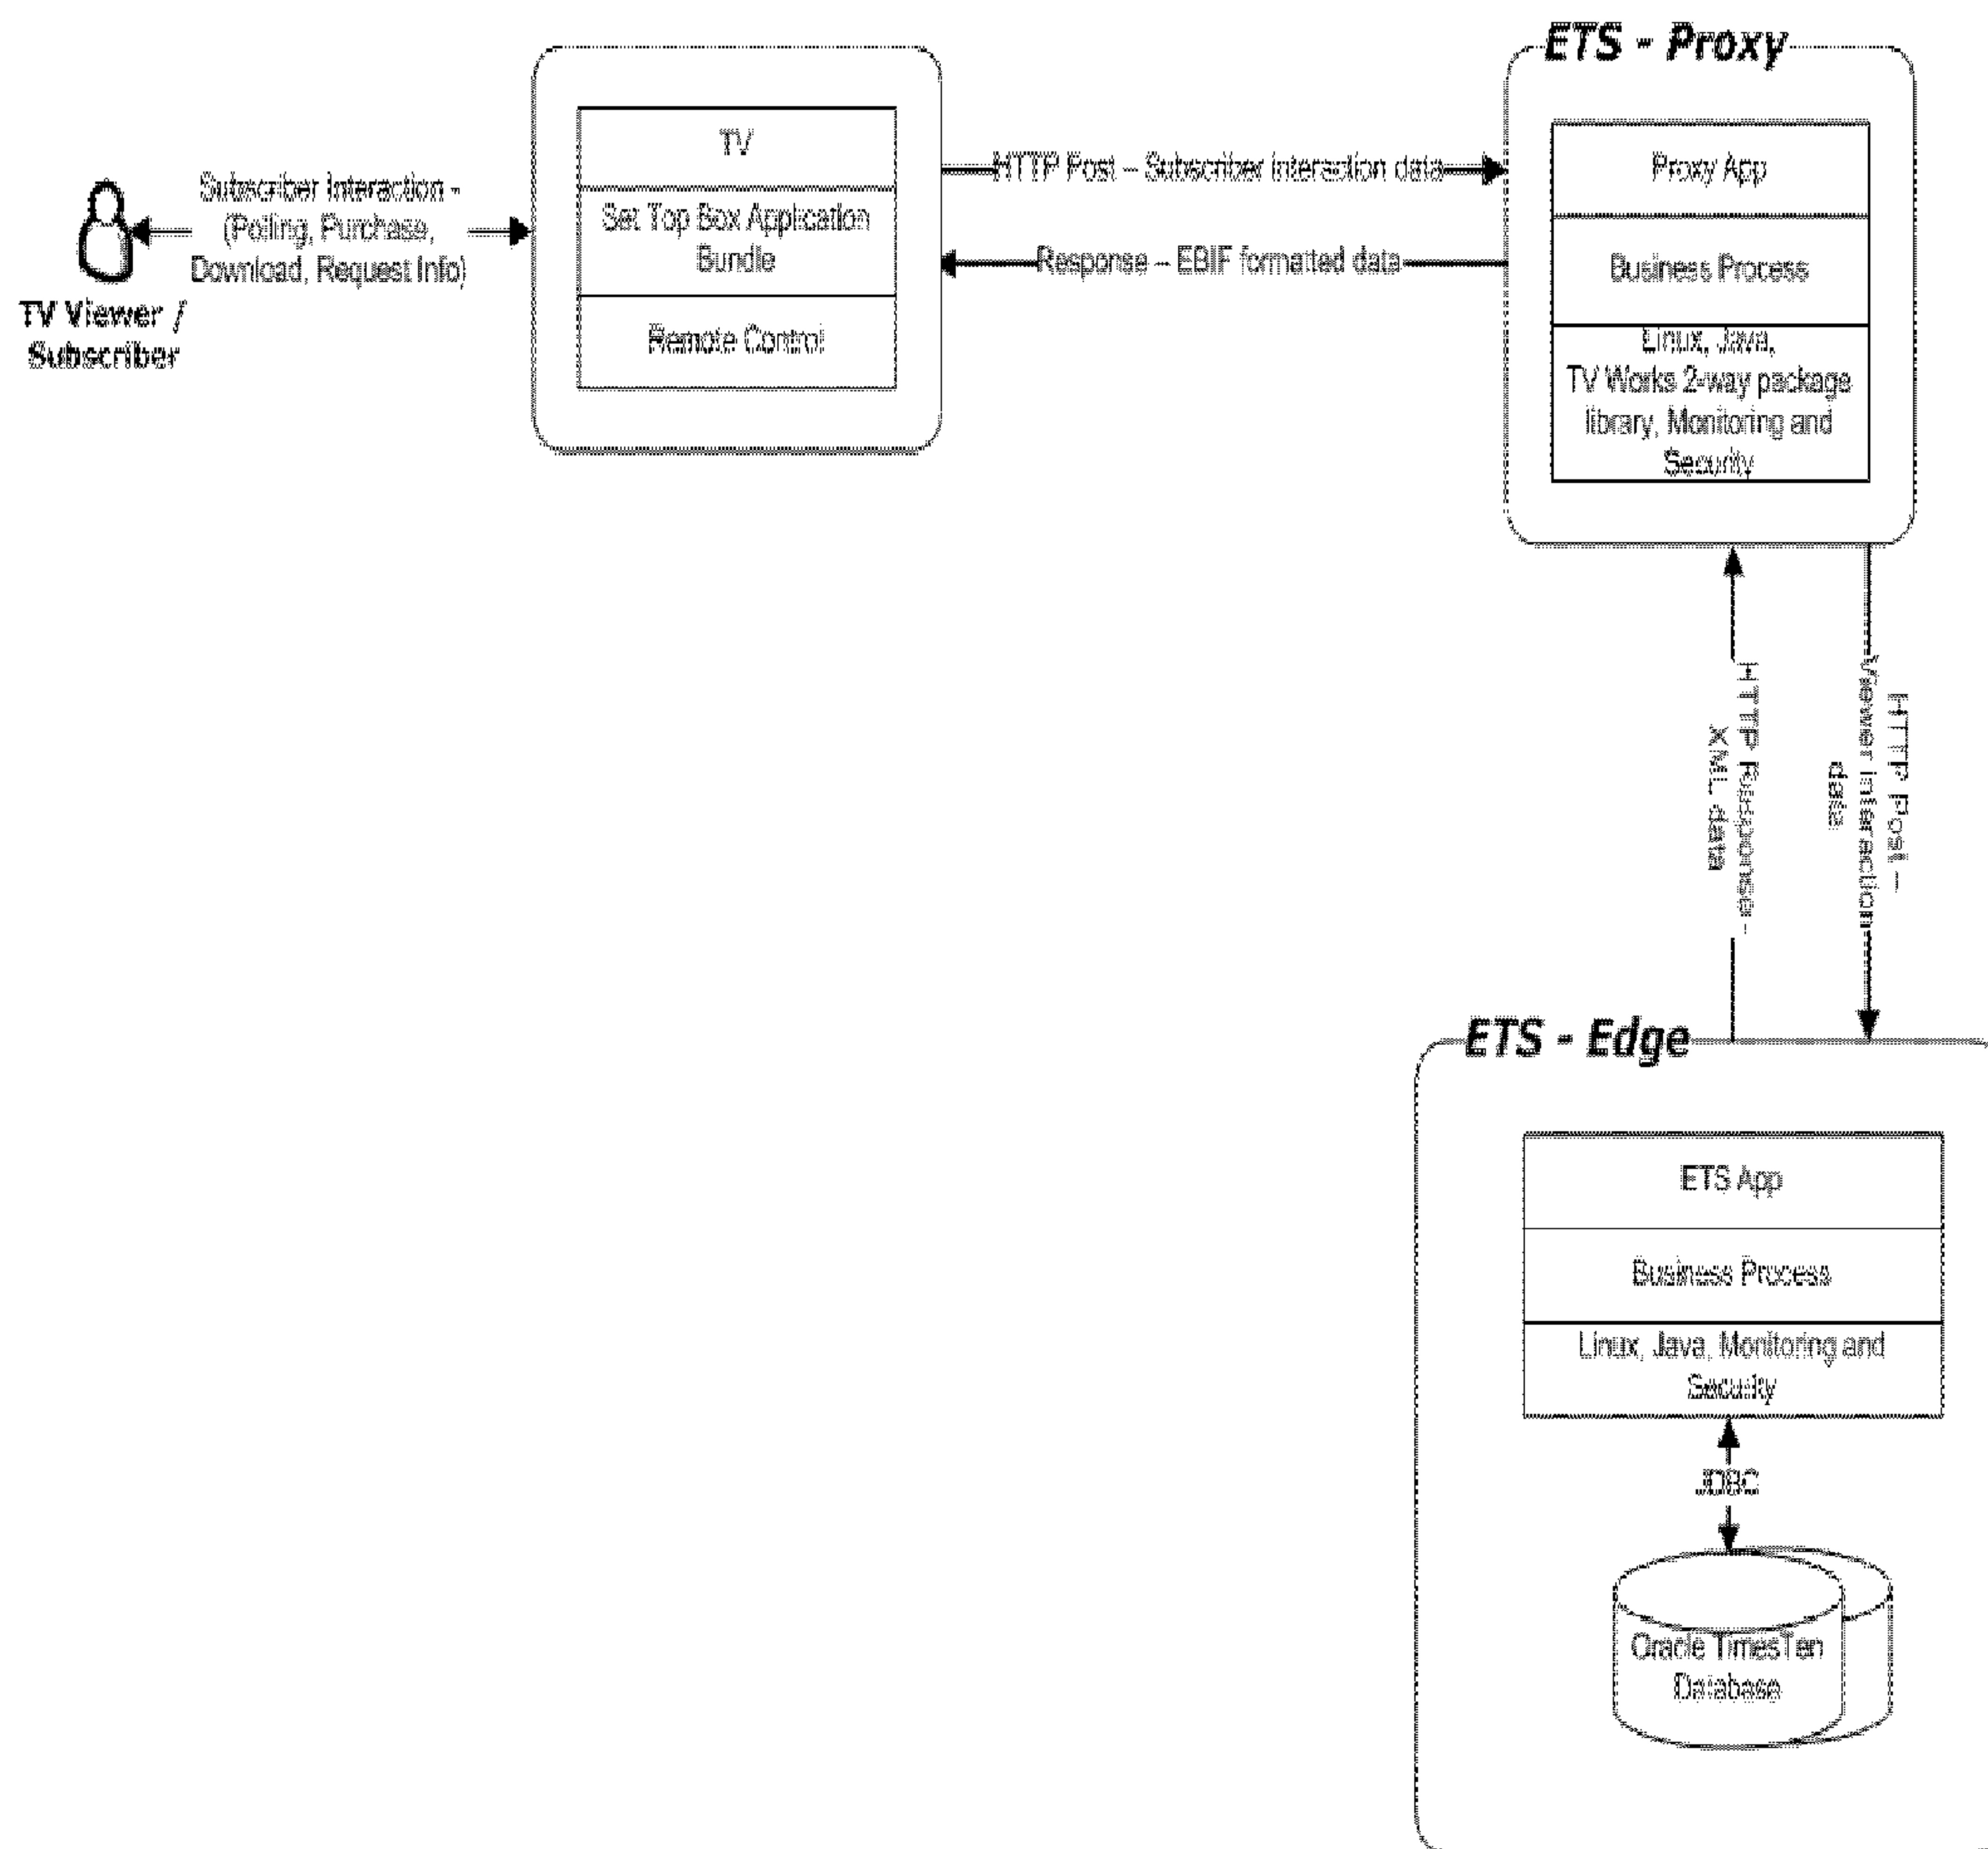 ETS - Proxy
TV
Set Top Box Application
Bundle
Remote Control
Subscriber Interaction -
(Polling, Purchase,
Download, Request Info)
TV Viewer /
Subscriber
HTTP Post – Subscriber interaction data
Response – EBIF formatted data
Proxy App
Business Process
Linux, Java,
TV Works 2-way package
library, Monitoring and
Security
HTTP Response -
XML data
HTTP Post –
Viewer interaction
data
ETS - Edge
ETS App
Business Process
Linux, Java, Monitoring and
Security
JDBC
Oracle TimesTen
Database